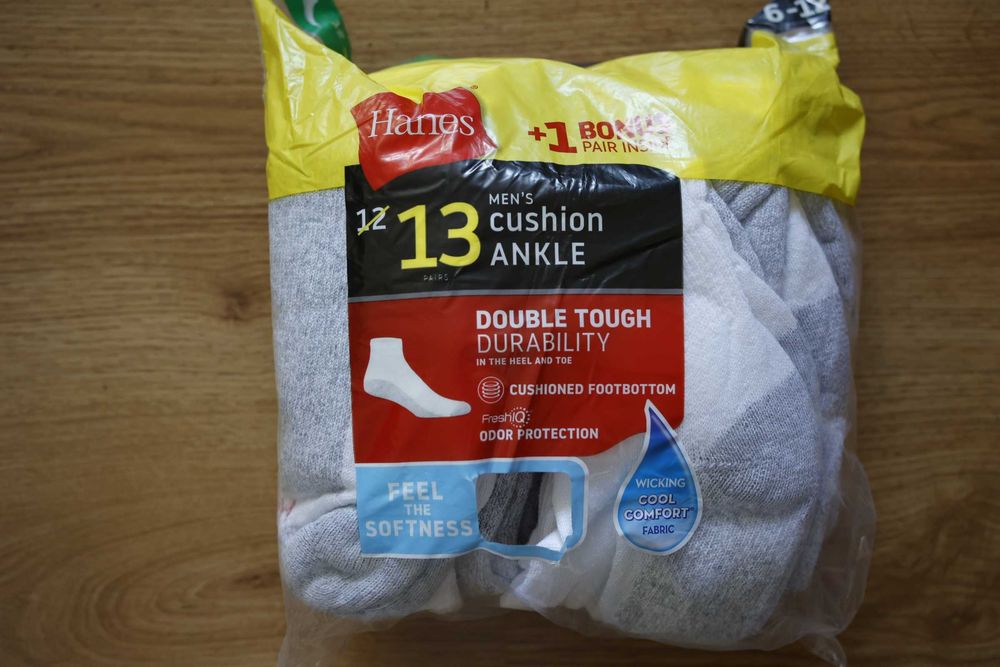 6-12
Hanes®
+1 BONUS
PAIR INSIDE
12 13
PAIRS
MEN'S
cushion
ANKLE
DOUBLE TOUGH
DURABILITY
IN THE HEEL AND TOE
CUSHIONED FOOTBOTTOM
FreshIQ
ODOR PROTECTION
FEEL
THE
SOFTNESS
WICKING
COOL
COMFORT®
FABRIC